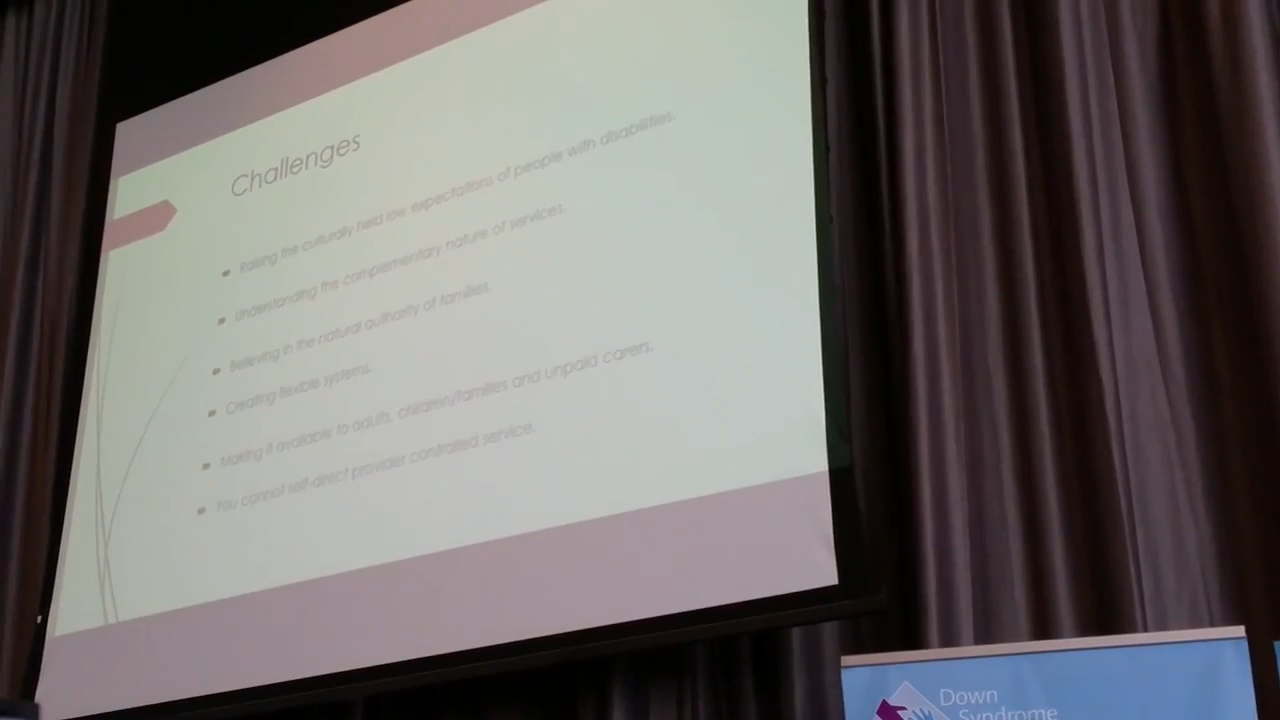 Challenges
Raising the culturally held low expectations of people with disabilities.
Understanding the complementary nature of services.
Believing in the natural authority of families.
Creating flexible systems.
Making it available to adults, children/families and unpaid carers.
You cannot self-direct provider controlled service.
Down
Syndrome